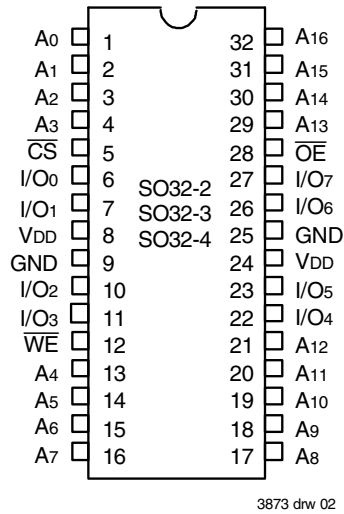 A0 1 32 A16
A1 2 31 A15
A2 3 30 A14
A3 4 29 A13
C̅S̅ 5 28 O̅E̅
I/O0 6 SO32-2 27 I/O7
I/O1 7 SO32-3 26 I/O6
VDD 8 SO32-4 25 GND
GND 9 24 VDD
I/O2 10 23 I/O5
I/O3 11 22 I/O4
W̅E̅ 12 21 A12
A4 13 20 A11
A5 14 19 A10
A6 15 18 A9
A7 16 17 A8
3873 drw 02